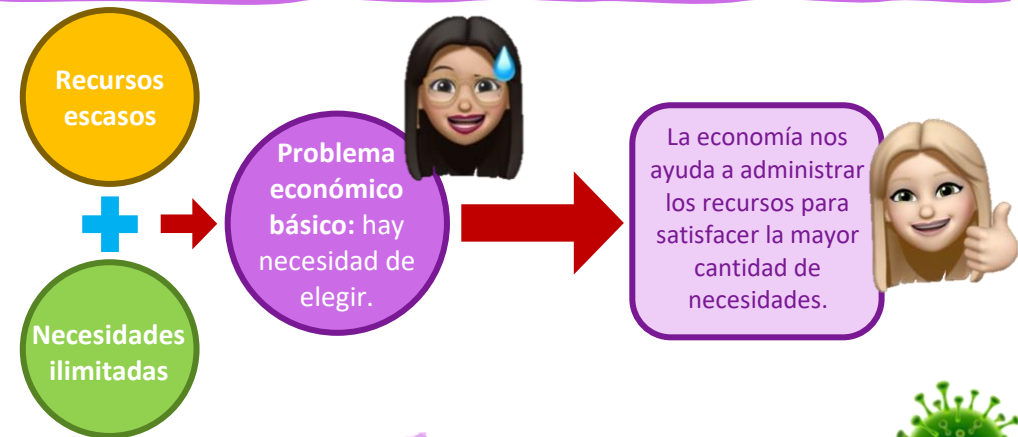 Recursos
escasos
Necesidades
ilimitadas
Problema
económico
básico: hay
necesidad de
elegir.
La economía nos
ayuda a administrar
los recursos para
satisfacer la mayor
cantidad de
necesidades.